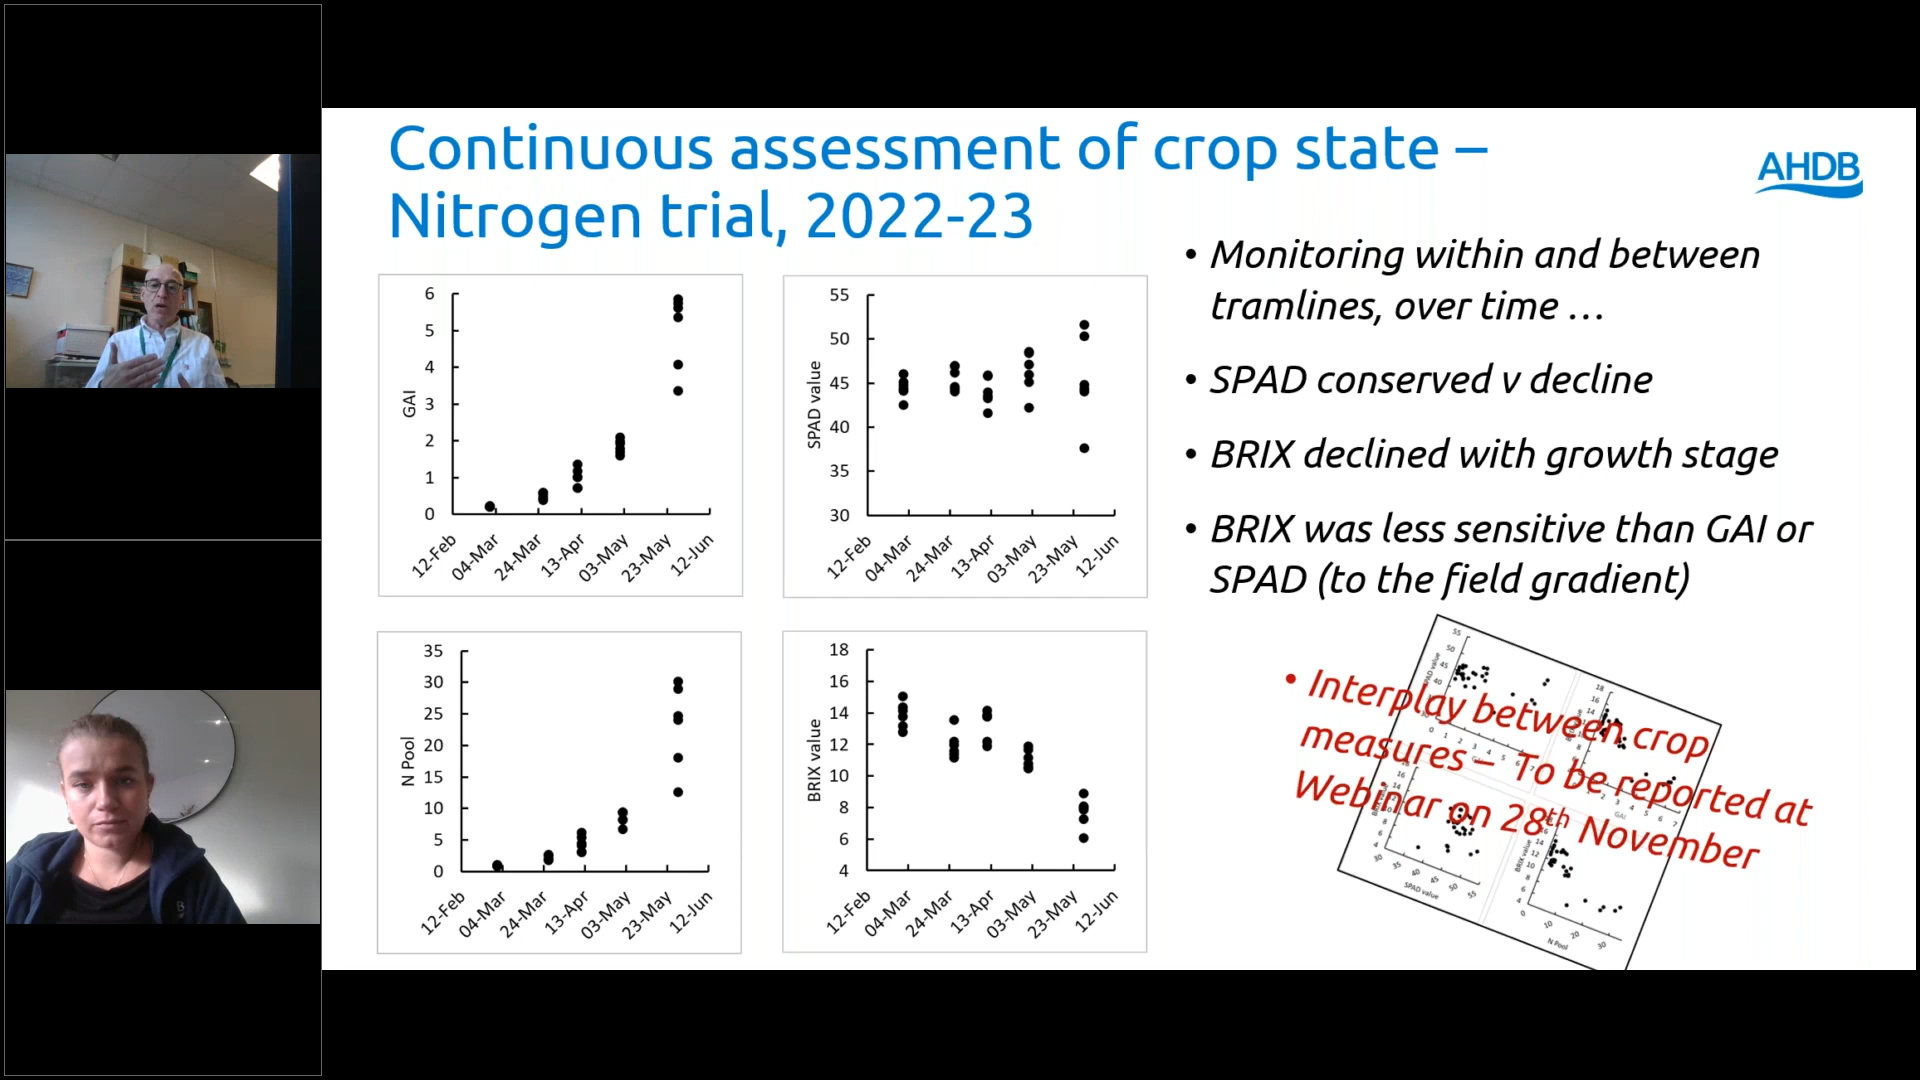 Continuous assessment of crop state –
Nitrogen trial, 2022-23
AHDB
• Monitoring within and between
tramlines, over time …
• SPAD conserved v decline
• BRIX declined with growth stage
• BRIX was less sensitive than GAI or
SPAD (to the field gradient)
• Interplay between crop
measures – To be reported at
Webinar on 28th November
GAI
6
5
4
3
2
1
0
12-Feb
04-Mar
24-Mar
13-Apr
03-May
23-May
12-Jun
SPAD value
55
50
45
40
35
30
12-Feb
04-Mar
24-Mar
13-Apr
03-May
23-May
12-Jun
N Pool
35
30
25
20
15
10
5
0
12-Feb
04-Mar
24-Mar
13-Apr
03-May
23-May
12-Jun
BRIX value
18
16
14
12
10
8
6
4
12-Feb
04-Mar
24-Mar
13-Apr
03-May
23-May
12-Jun
SPAD value
N Pool